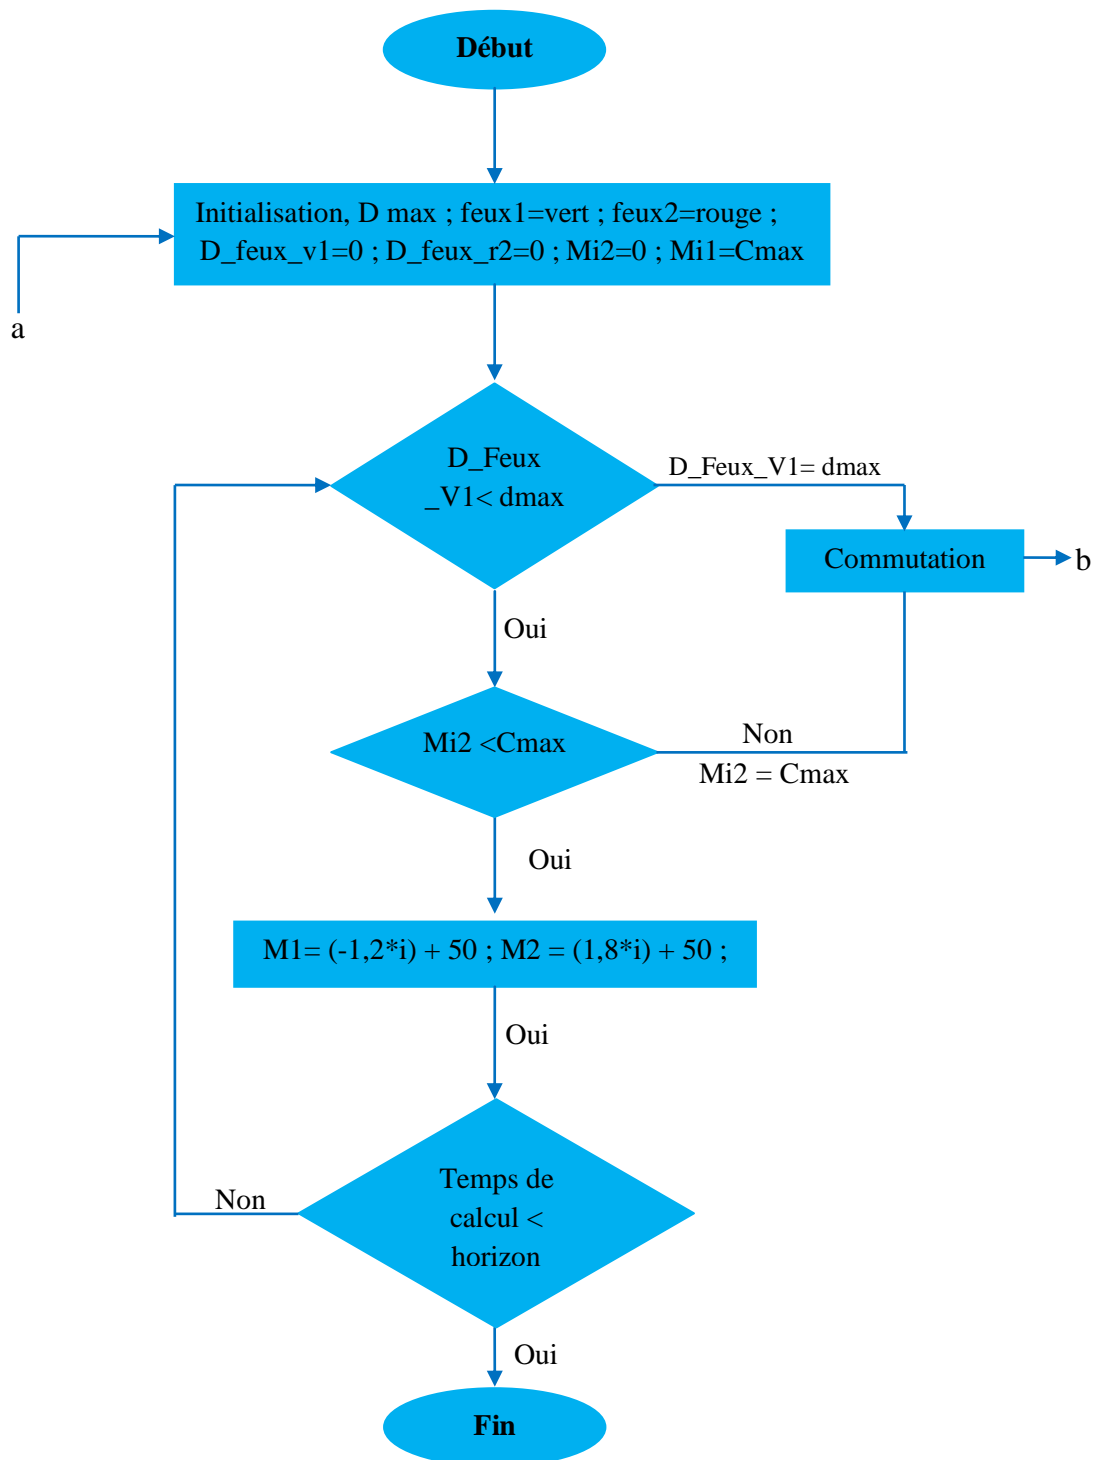 Début
Initialisation, D max ; feux1=vert ; feux2=rouge ;
D_feux_v1=0 ; D_feux_r2=0 ; Mi2=0 ; Mi1=Cmax
a
D_Feux
_V1< dmax
D_Feux_V1= dmax
Commutation
b
Oui
Mi2 <Cmax
Non
Mi2 = Cmax
Oui
M1= (-1,2*i) + 50 ; M2 = (1,8*i) + 50 ;
Oui
Temps de
calcul <
horizon
Non
Oui
Fin